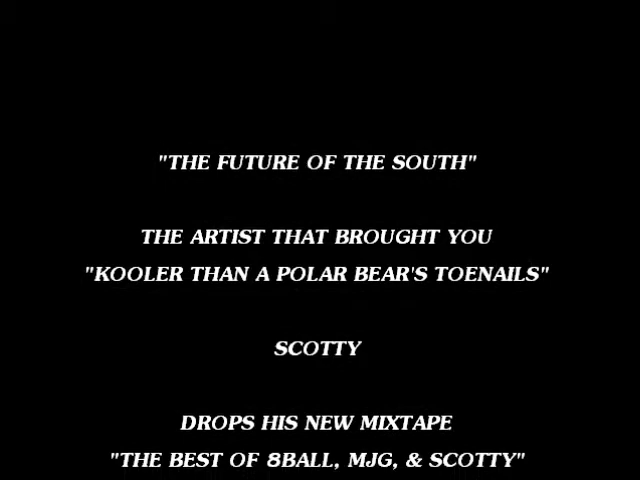 "THE FUTURE OF THE SOUTH"
THE ARTIST THAT BROUGHT YOU
"KOOLER THAN A POLAR BEAR'S TOENAILS"
SCOTTY
DROPS HIS NEW MIXTAPE
"THE BEST OF 8BALL, MJG, & SCOTTY"